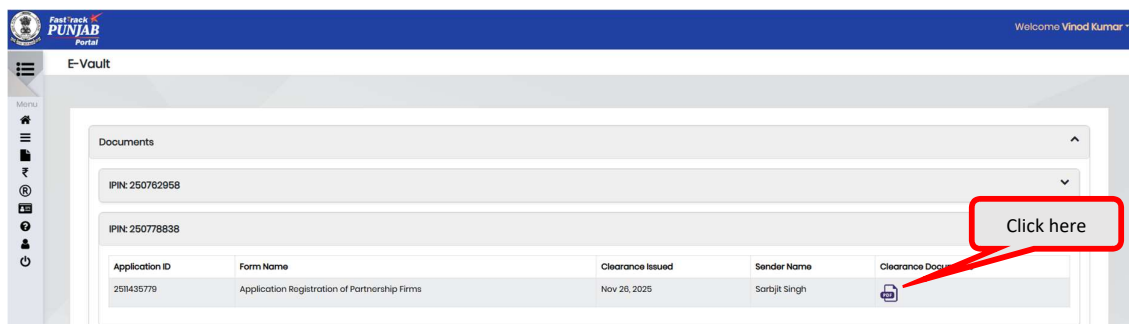 FastTrack
PUNJAB
Portal
Welcome Vinod Kumar
E-Vault
Menu
Documents
IPIN: 250762958
IPIN: 250778838
Click here
Application ID Form Name Clearance Issued Sender Name Clearance
2511435779 Application Registration of Partnership Firms Nov 26, 2025 Sarbjit Singh PDF